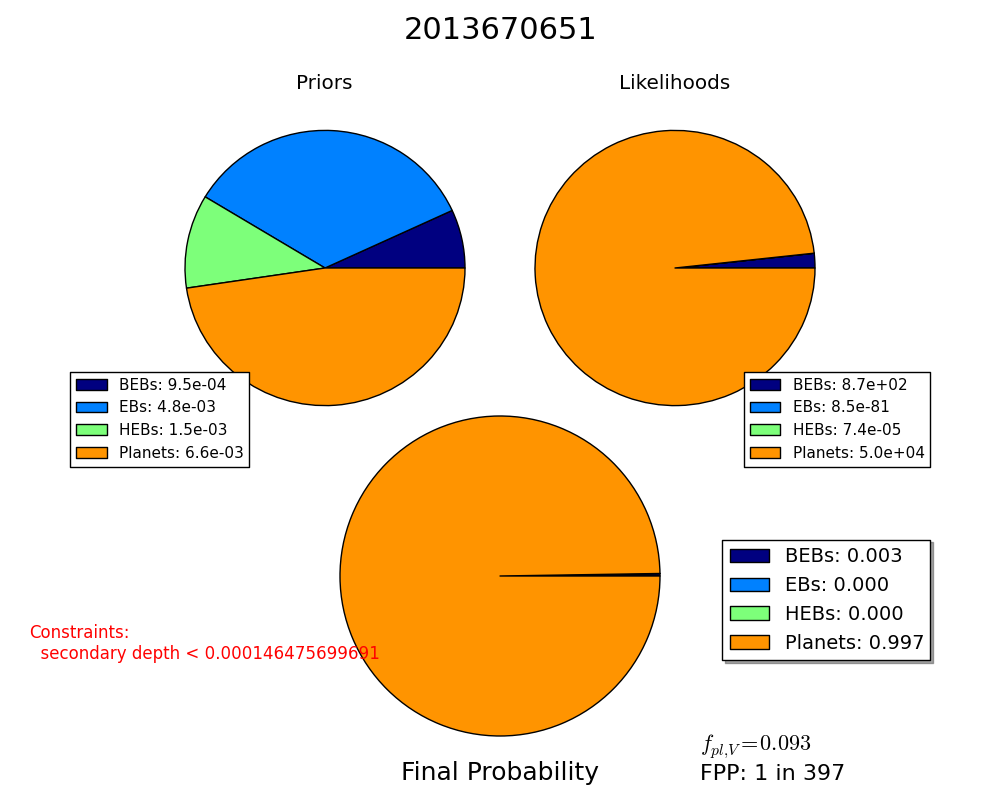 2013670651
Priors
Likelihoods
BEBs: 9.5e-04
EBs: 4.8e-03
HEBs: 1.5e-03
Planets: 6.6e-03
BEBs: 8.7e+02
EBs: 8.5e-81
HEBs: 7.4e-05
Planets: 5.0e+04
BEBs: 0.003
EBs: 0.000
HEBs: 0.000
Planets: 0.997
Constraints:
secondary depth < 0.000146475699691
f_{pl,V}=0.093
FPP: 1 in 397
Final Probability